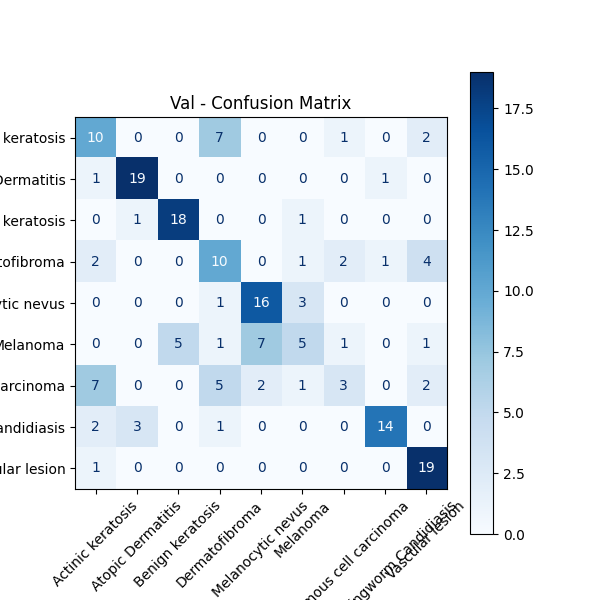 Val - Confusion Matrix
keratosis 10 0 0 7 0 0 1 0 2
Dermatitis 1 19 0 0 0 0 0 1 0
keratosis 0 1 18 0 0 1 0 0 0
tofibroma 2 0 0 10 0 1 2 1 4
tic nevus 0 0 0 1 16 3 0 0 0
Melanoma 0 0 5 1 7 5 1 0 1
arcinoma 7 0 0 5 2 1 3 0 2
andidiasis 2 3 0 1 0 0 0 14 0
lar lesion 1 0 0 0 0 0 0 0 19
Actinic keratosis
Atopic Dermatitis
Benign keratosis
Dermatofibroma
Melanocytic nevus
Melanoma
mous cell carcinoma
ngworm Candidiasis
Vascular lesion
17.5
15.0
12.5
10.0
7.5
5.0
2.5
0.0